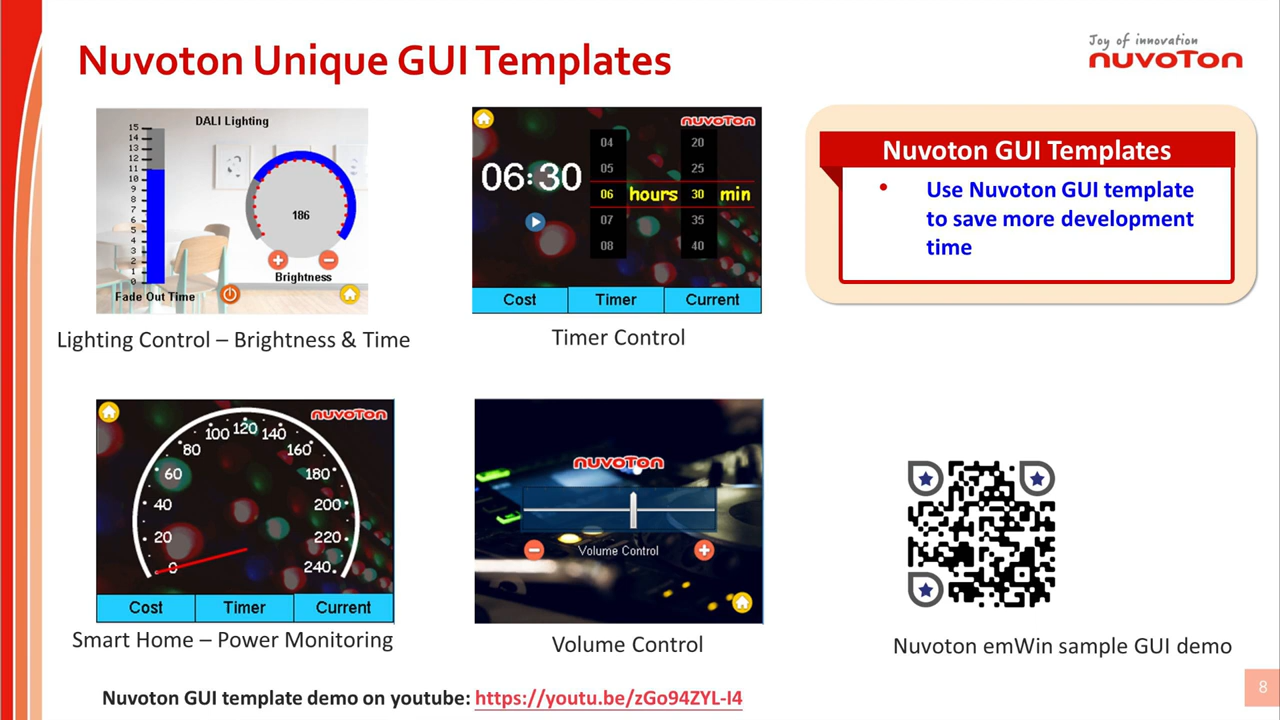 Nuvoton Unique GUI Templates
Joy of innovation
nuvoTon
DALI Lighting
15
14
13
12
11
10
9
8
7
6
5
4
3
2
1
0
186
Brightness
Fade Out Time
Lighting Control – Brightness & Time
nuvoTon
06:30
04
05
06 hours
07
08
20
25
30 min
35
40
Cost Timer Current
Timer Control
Nuvoton GUI Templates
• Use Nuvoton GUI template
to save more development
time
nuvoTon
0
20
40
60
80
100
120
140
160
180
200
220
240
Cost Timer Current
Smart Home – Power Monitoring
nuvoTon
Volume Control
Volume Control
Nuvoton emWin sample GUI demo
Nuvoton GUI template demo on youtube: https://youtu.be/zGo94ZYL-I4
8